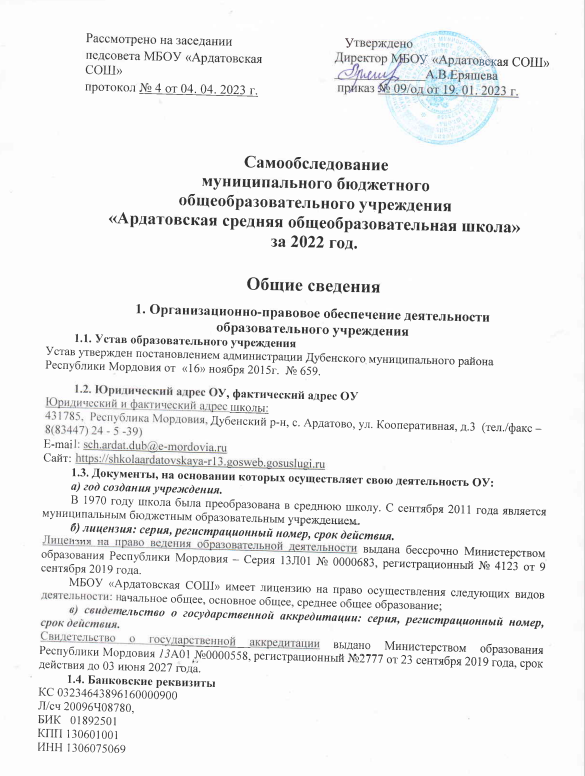 Рассмотрено на заседании
педсовета МБОУ «Ардатовская
СОШ»
протокол № 4 от 04. 04. 2023 г.
Утверждено
Директор МБОУ «Ардатовская СОШ»
А.В.Еряшева
приказ № 09/од от 19. 01. 2023 г.
Самообследование
муниципального бюджетного
общеобразовательного учреждения
«Ардатовская средняя общеобразовательная школа»
за 2022 год.
Общие сведения
1. Организационно-правовое обеспечение деятельности
образовательного учреждения
1.1. Устав образовательного учреждения
Устав утвержден постановлением администрации Дубенского муниципального района
Республики Мордовия от «16» ноября 2015г. № 659.
1.2. Юридический адрес ОУ, фактический адрес ОУ
Юридический и фактический адрес школы:
431785, Республика Мордовия, Дубенский р-н, с. Ардатово, ул. Кооперативная, д.3 (тел./факс –
8(83447) 24 - 5 -39)
E-mail: sch.ardat.dub@e-mordovia.ru
Сайт: https://shkolaardatovskaya-r13.gosweb.gosuslugi.ru
1.3. Документы, на основании которых осуществляет свою деятельность ОУ:
а) год создания учреждения.
В 1970 году школа была преобразована в среднюю школу. С сентября 2011 года является
муниципальным бюджетным образовательным учреждением.
б) лицензия: серия, регистрационный номер, срок действия.
Лицензия на право ведения образовательной деятельности выдана бессрочно Министерством
образования Республики Мордовия – Серия 13Л01 № 0000683, регистрационный № 4123 от 9
сентября 2019 года.
МБОУ «Ардатовская СОШ» имеет лицензию на право осуществления следующих видов
деятельности: начальное общее, основное общее, среднее общее образование;
в) свидетельство о государственной аккредитации: серия, регистрационный номер,
срок действия.
Свидетельство о государственной аккредитации выдано Министерством образования
Республики Мордовия 13А01 №0000558, регистрационный №2777 от 23 сентября 2019 года, срок
действия до 03 июня 2027 года.
1.4. Банковские реквизиты
КС 03234643896160000900
Л/сч 20096Ч08780,
БИК 01892501
КПП 130601001
ИНН 1306075069